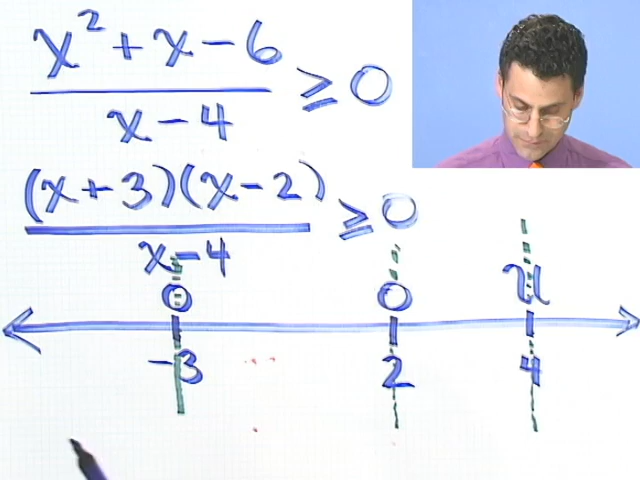 x² + x − 6
x − 4
≥ 0
(x + 3)(x − 2)
x − 4
≥ 0
0 0 u
−3 2 4